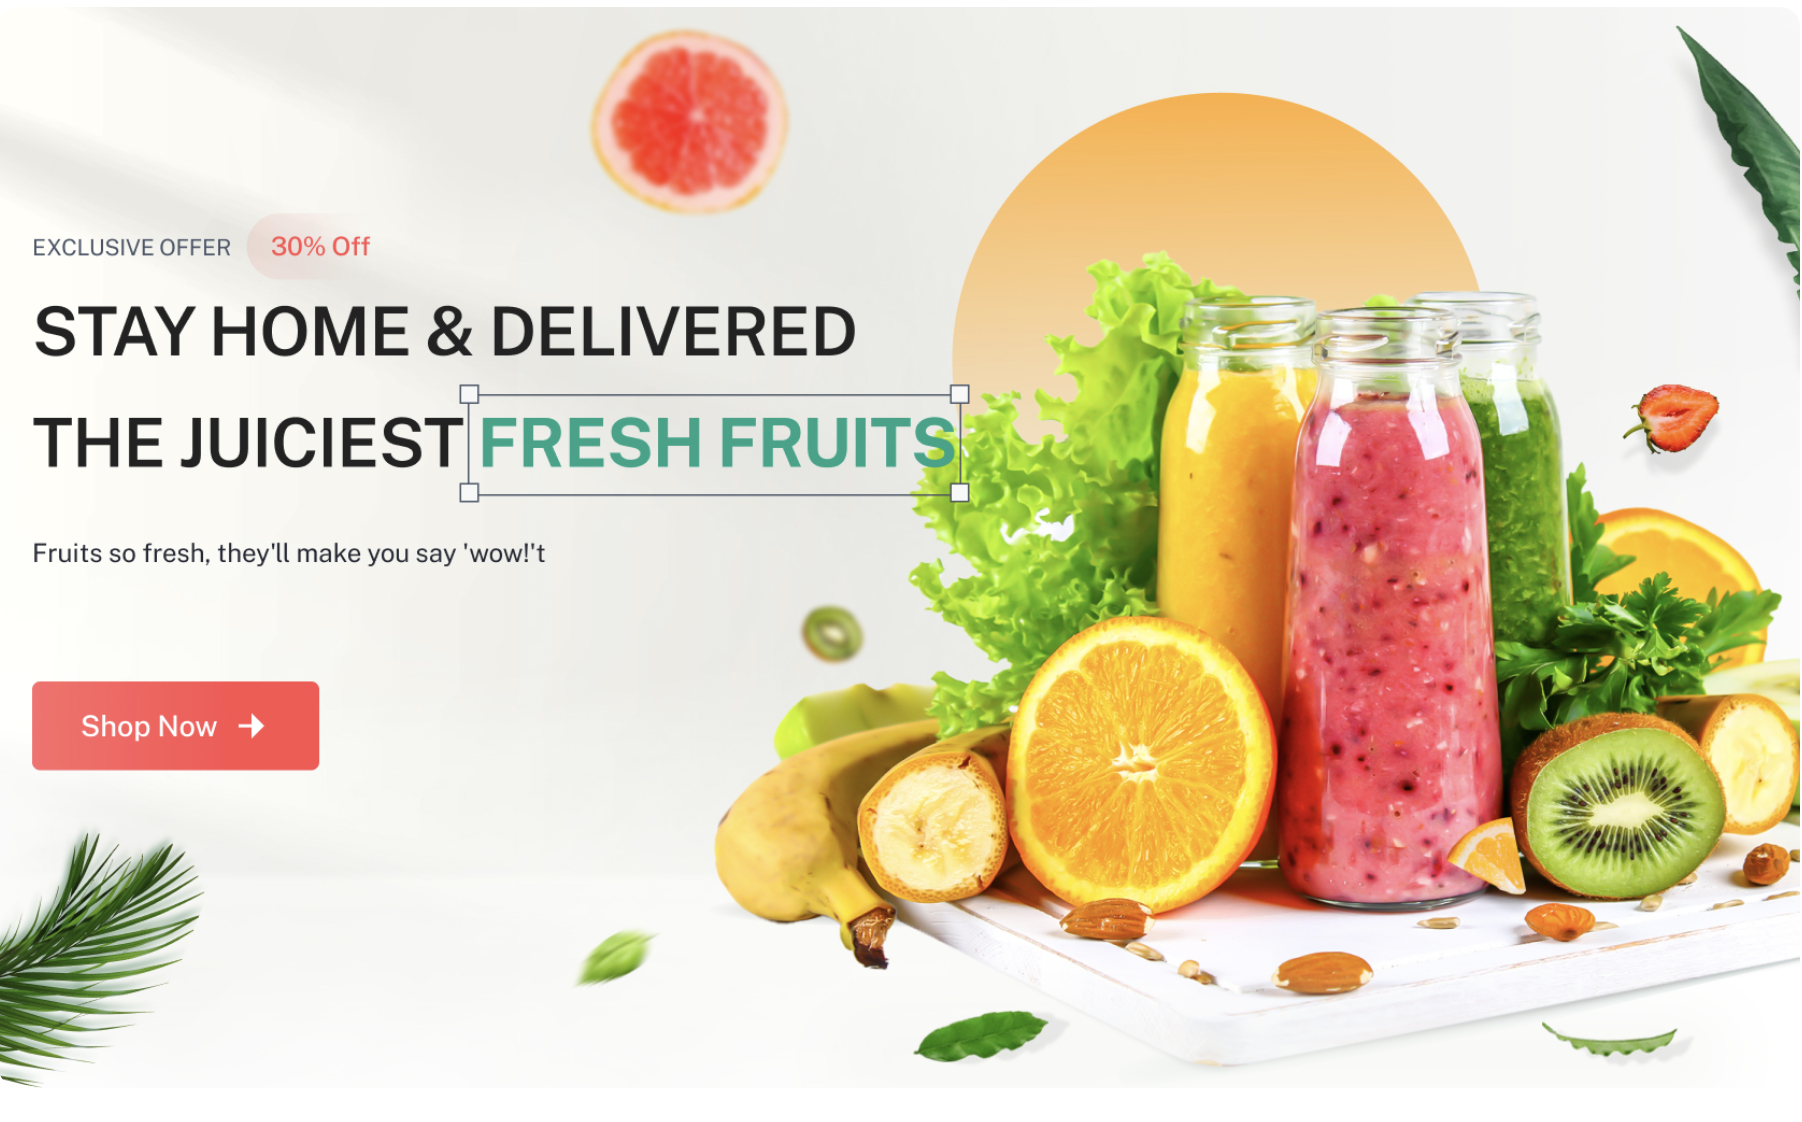 EXCLUSIVE OFFER 30% Off
STAY HOME & DELIVERED
THE JUICIEST FRESH FRUITS
Fruits so fresh, they'll make you say 'wow!'t
Shop Now